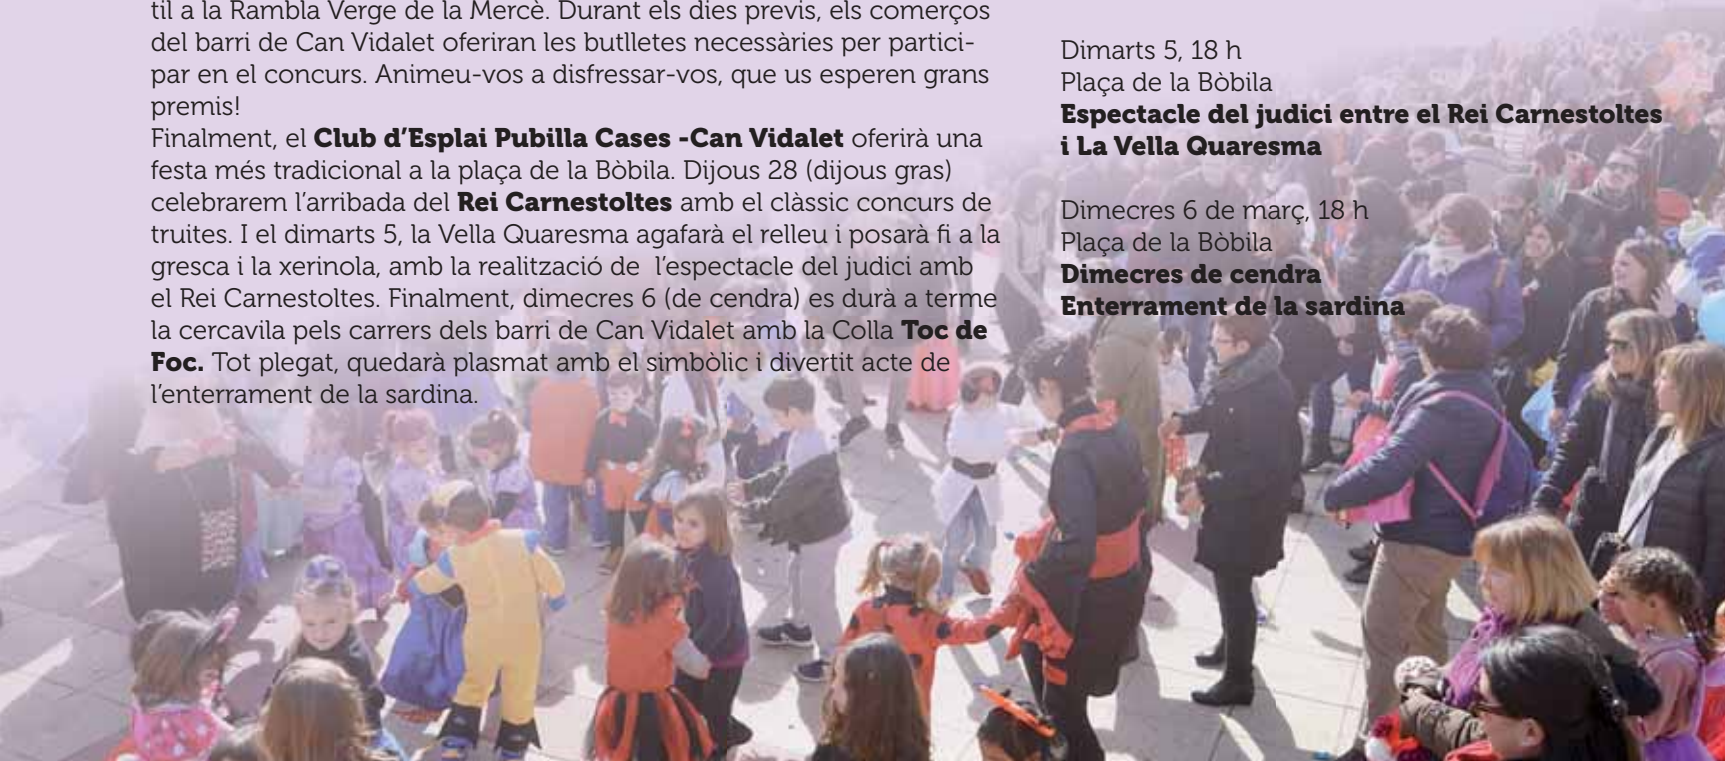 til a la Rambla Verge de la Mercè. Durant els dies previs, els comerços
del barri de Can Vidalet oferiran les butlletes necessàries per partici-
par en el concurs. Animeu-vos a disfressar-vos, que us esperen grans
premis!
Finalment, el Club d'Esplai Pubilla Cases -Can Vidalet oferirà una
festa més tradicional a la plaça de la Bòbila. Dijous 28 (dijous gras)
celebrarem l'arribada del Rei Carnestoltes amb el clàssic concurs de
truites. I el dimarts 5, la Vella Quaresma agafarà el relleu i posarà fi a la
gresca i la xerinola, amb la realització de l'espectacle del judici amb
el Rei Carnestoltes. Finalment, dimecres 6 (de cendra) es durà a terme
la cercavila pels carrers dels barri de Can Vidalet amb la Colla Toc de
Foc. Tot plegat, quedarà plasmat amb el simbòlic i divertit acte de
l'enterrament de la sardina.
Dimarts 5, 18 h
Plaça de la Bòbila
Espectacle del judici entre el Rei Carnestoltes
i La Vella Quaresma
Dimecres 6 de març, 18 h
Plaça de la Bòbila
Dimecres de cendra
Enterrament de la sardina